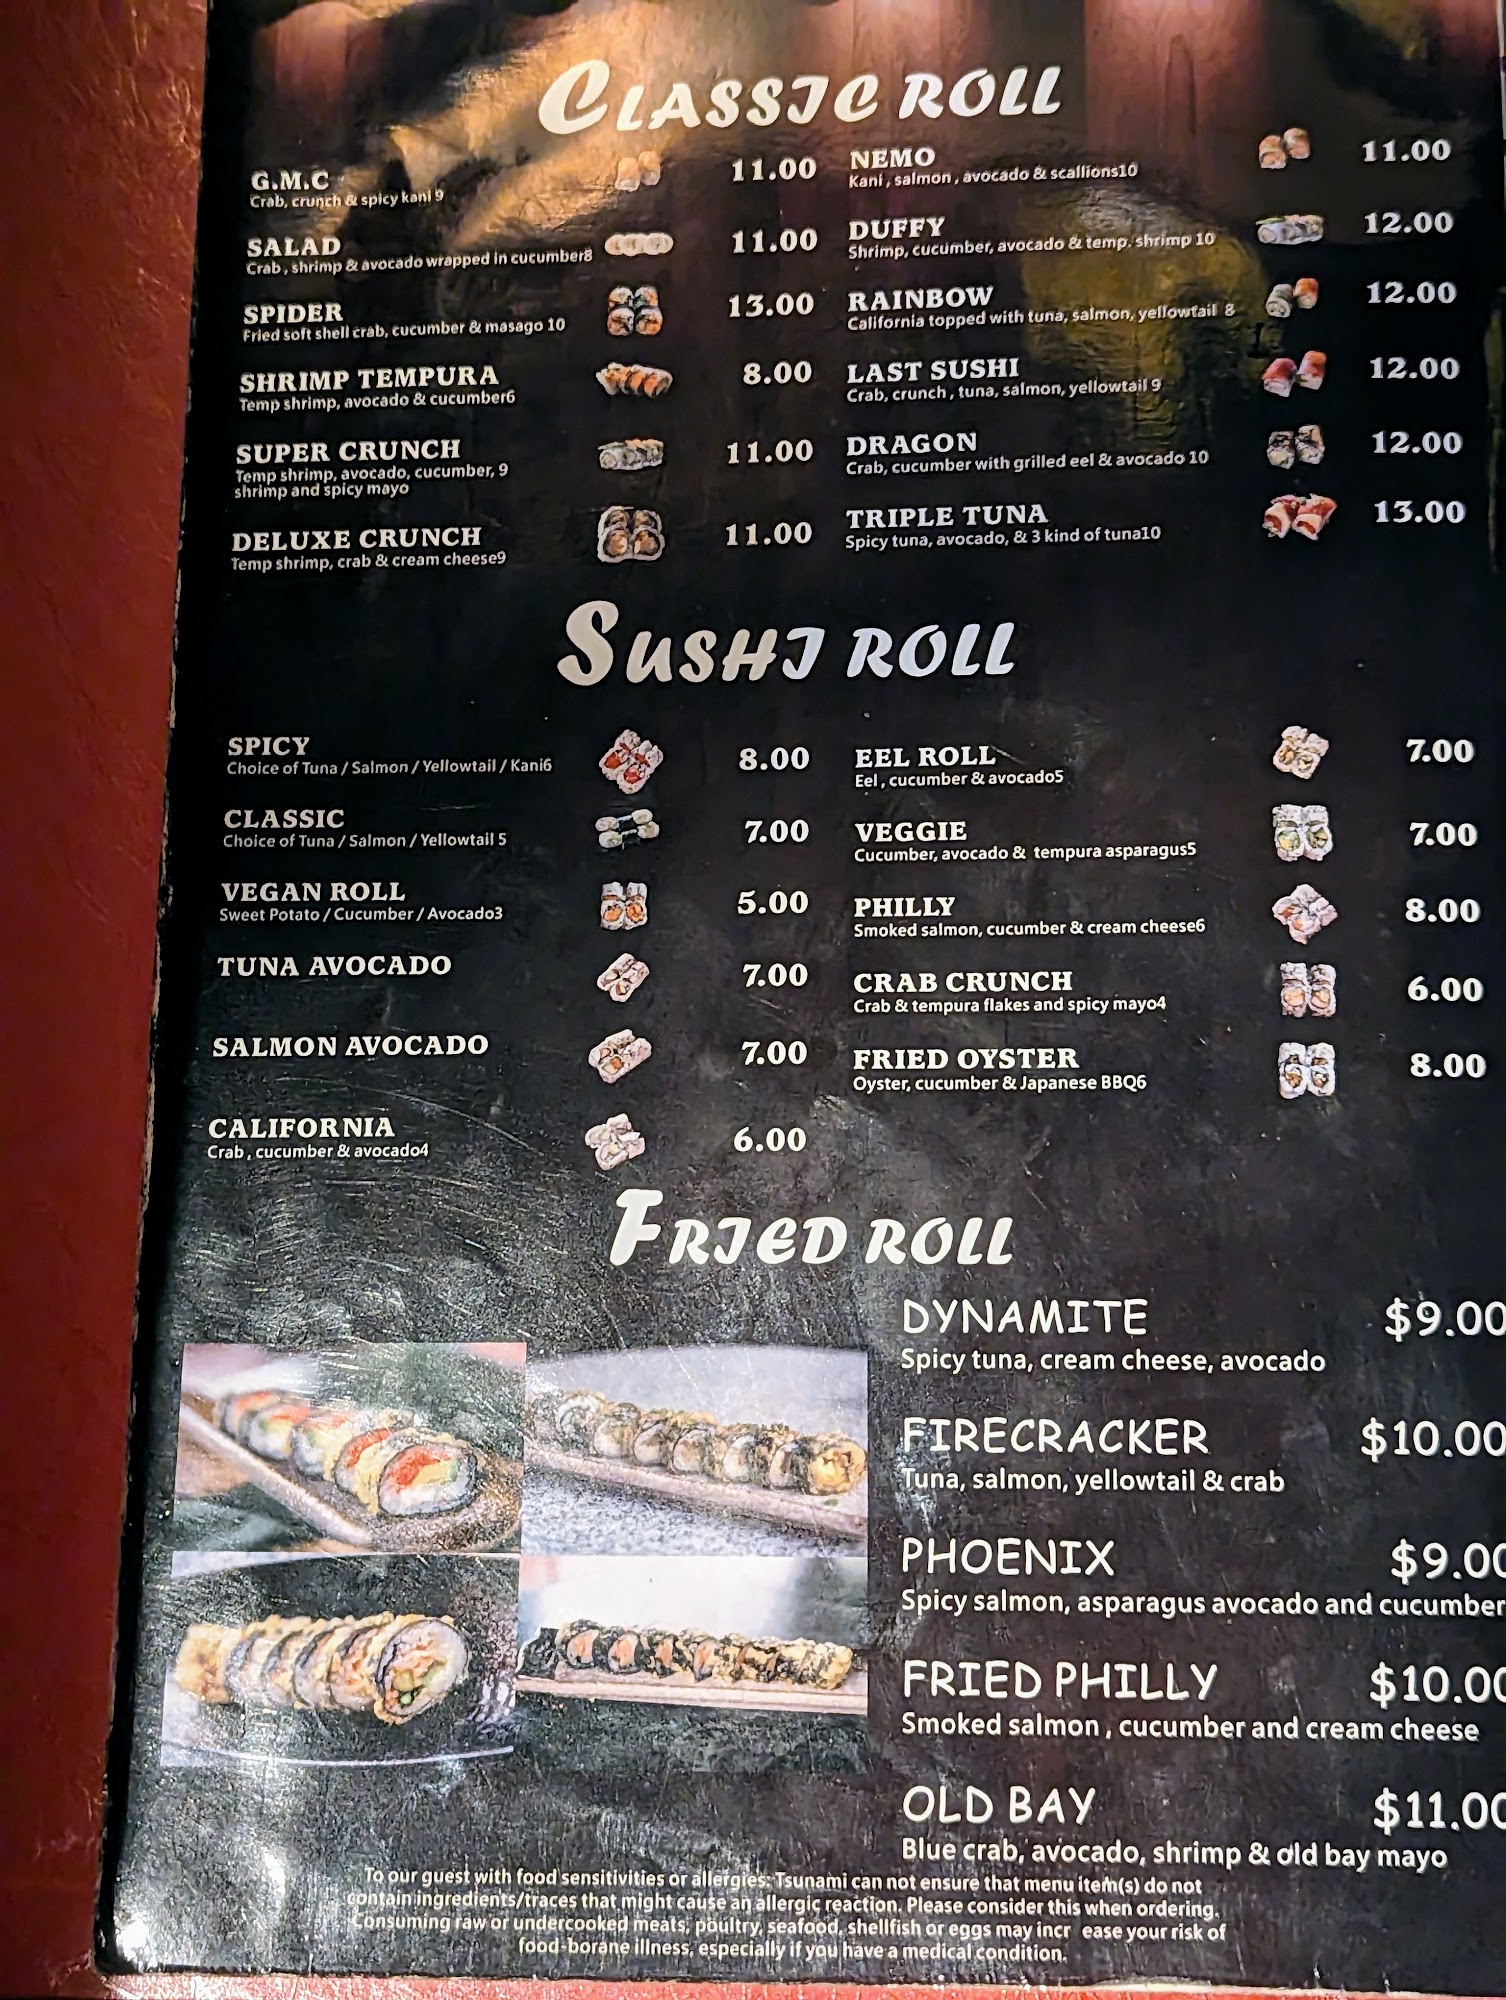 CLASSIC ROLL
G.M.C 11.00
Crab, crunch & spicy kani 9
SALAD 11.00
Crab, shrimp & avocado wrapped in cucumber8
SPIDER 13.00
Fried soft shell crab, cucumber & masago 10
SHRIMP TEMPURA 8.00
Temp shrimp, avocado & cucumber6
SUPER CRUNCH 11.00
Temp shrimp, avocado, cucumber, 9
shrimp and spicy mayo
DELUXE CRUNCH 11.00
Temp shrimp, crab & cream cheese9
NEMO 11.00
Kani, salmon, avocado & scallions10
DUFFY 12.00
Shrimp, cucumber, avocado & temp. shrimp 10
RAINBOW 12.00
California topped with tuna, salmon, yellowtail 8
LAST SUSHI 12.00
Crab, crunch, tuna, salmon, yellowtail 9
DRAGON 12.00
Crab, cucumber with grilled eel & avocado 10
TRIPLE TUNA 13.00
Spicy tuna, avocado, & 3 kind of tuna10
SUSHI ROLL
SPICY 8.00
Choice of Tuna / Salmon / Yellowtail / Kani6
CLASSIC 7.00
Choice of Tuna / Salmon / Yellowtail 5
VEGAN ROLL 5.00
Sweet Potato / Cucumber / Avocado3
TUNA AVOCADO 7.00
SALMON AVOCADO 7.00
CALIFORNIA 6.00
Crab, cucumber & avocado4
EEL ROLL 7.00
Eel, cucumber & avocado5
VEGGIE 7.00
Cucumber, avocado & tempura asparagus5
PHILLY 8.00
Smoked salmon, cucumber & cream cheese6
CRAB CRUNCH 6.00
Crab & tempura flakes and spicy mayo4
FRIED OYSTER 8.00
Oyster, cucumber & Japanese BBQ6
FRIED ROLL
DYNAMITE $9.00
Spicy tuna, cream cheese, avocado
FIRECRACKER $10.00
Tuna, salmon, yellowtail & crab
PHOENIX $9.00
Spicy salmon, asparagus avocado and cucumber
FRIED PHILLY $10.00
Smoked salmon, cucumber and cream cheese
OLD BAY $11.00
Blue crab, avocado, shrimp & old bay mayo
To our guest with food sensitivities or allergies: Tsunami can not ensure that menu item(s) do not
contain ingredients/traces that might cause an allergic reaction. Please consider this when ordering.
Consuming raw or undercooked meats, poultry, seafood, shellfish or eggs may incr ease your risk of
food-borane illness, especially if you have a medical condition.